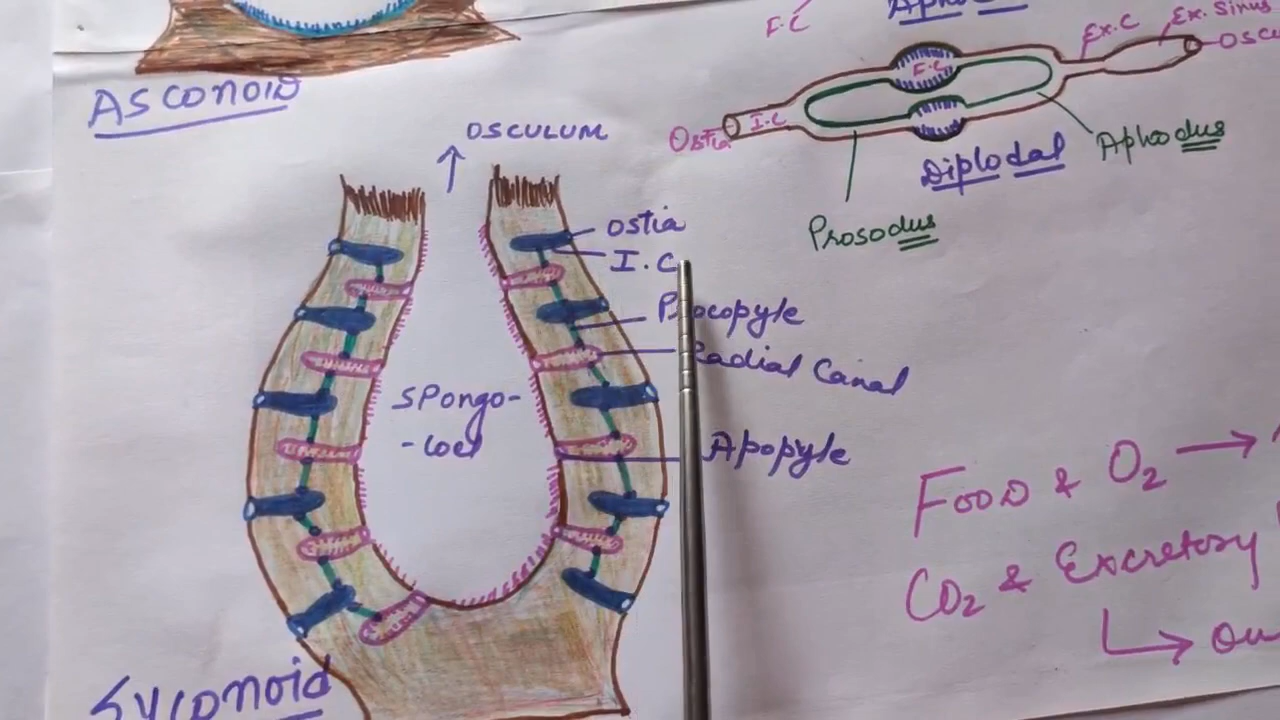 ASCONOID
OSCULUM
Ostia
I.C
Procopyle
Radial Canal
Apopyle
Spongo-
-coel
Syconoid
F.C
Ex.C
Ex. Sinus
F.C
I.C
Ostia
Aphodus
Diplodal
Prosodus
Food & O2 →
CO2 & Excretory